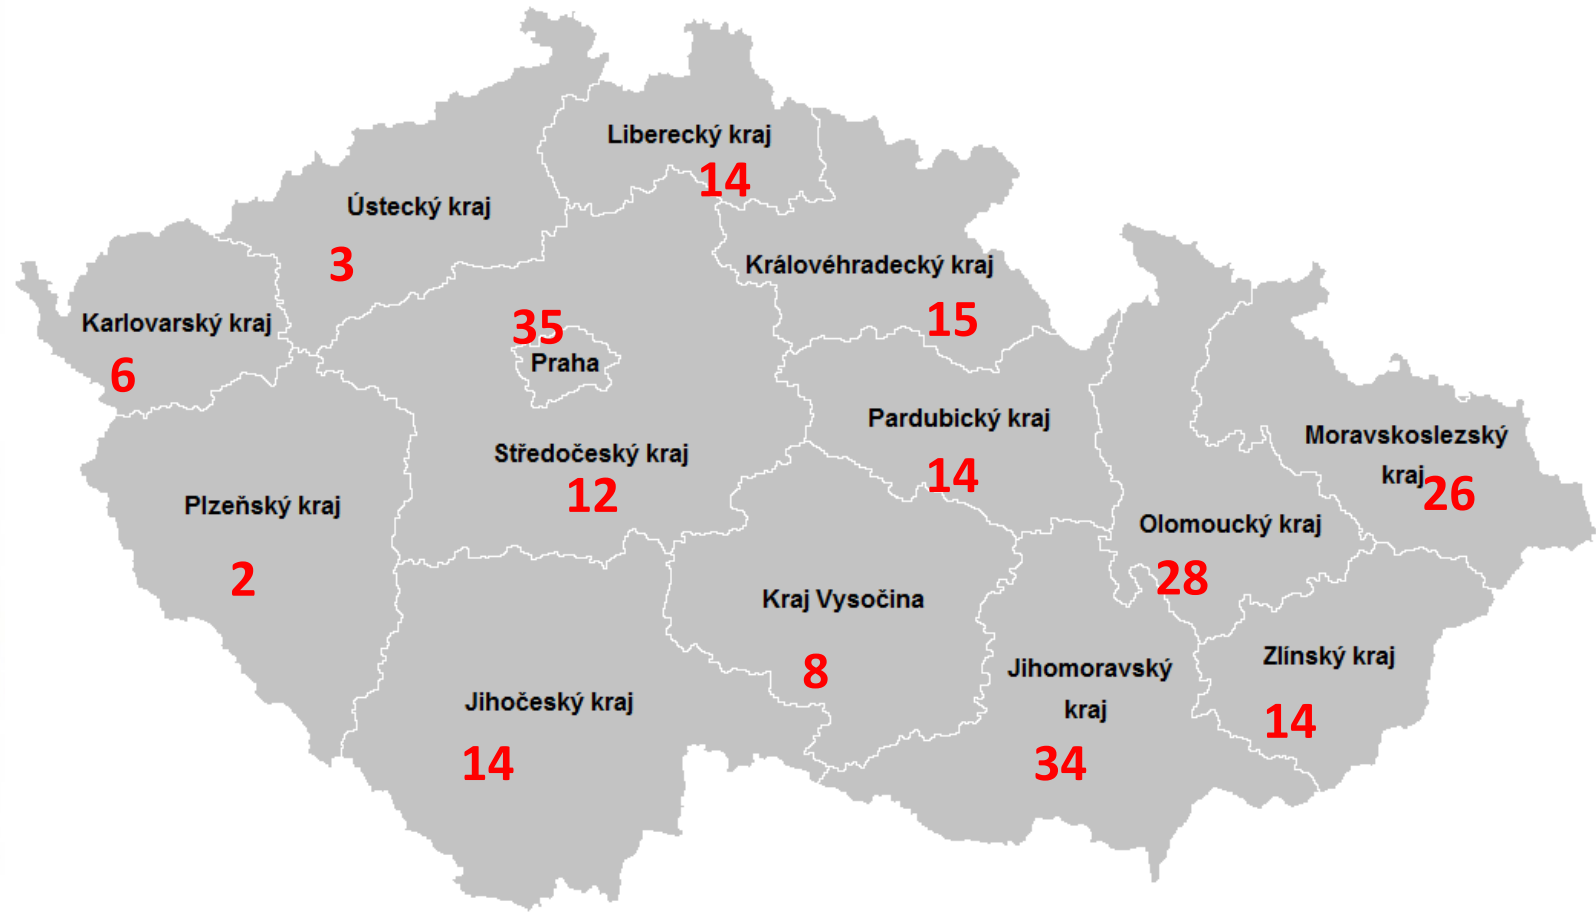 Liberecký kraj
14
Ústecký kraj
3
Královéhradecký kraj
15
Karlovarský kraj
6
35
Praha
Pardubický kraj
14
Středočeský kraj
12
Moravskoslezský
kraj
26
Plzeňský kraj
2
Olomoucký kraj
28
Kraj Vysočina
8
Jihomoravský
kraj
34
Zlínský kraj
14
Jihočeský kraj
14